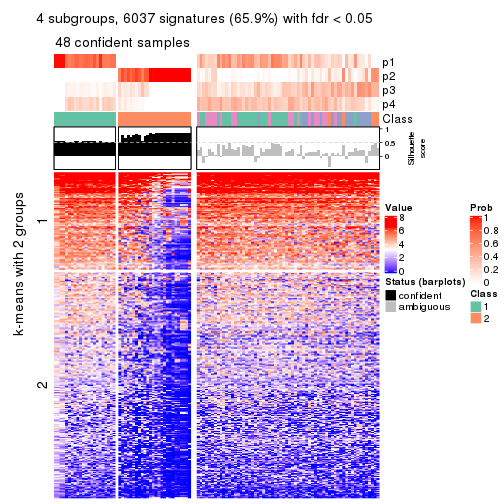 4 subgroups, 6037 signatures (65.9%) with fdr < 0.05
48 confident samples
p1
p2
p3
p4
Class
1
0.5
0
Silhouette
score
k-means with 2 groups
1
2
Value
8
6
4
2
0
Prob
1
0.8
0.6
0.4
0.2
0
Status (barplots)
confident
ambiguous
Class
1
2